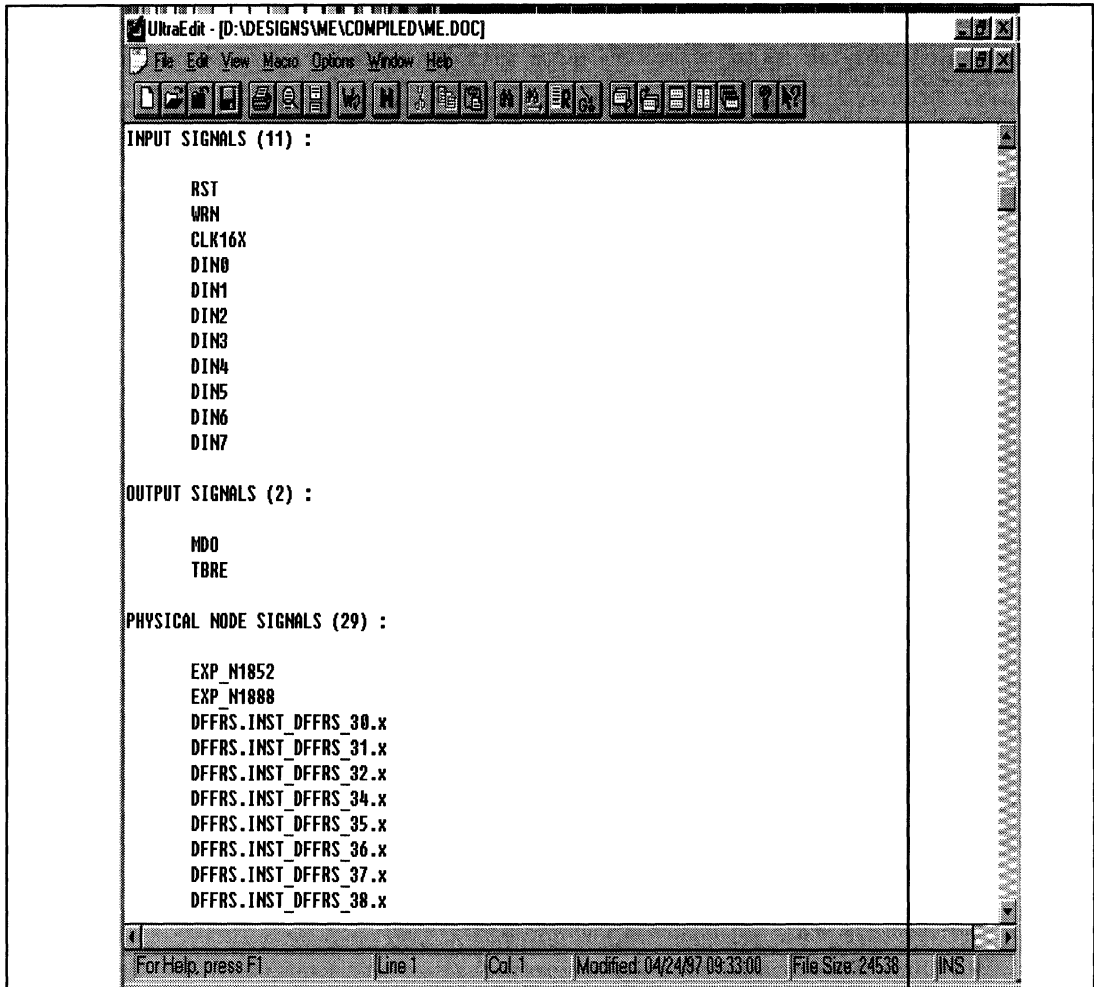 UltraEdit - [D:\DESIGNS\ME\COMPILED\ME.DOC]
File Edit View Macro Options Window Help
INPUT SIGNALS (11) :
RST
WRN
CLK16X
DIN0
DIN1
DIN2
DIN3
DIN4
DIN5
DIN6
DIN7
OUTPUT SIGNALS (2) :
MDO
TBRE
PHYSICAL NODE SIGNALS (29) :
EXP_N1852
EXP_N1888
DFFRS.INST_DFFRS_30.x
DFFRS.INST_DFFRS_31.x
DFFRS.INST_DFFRS_32.x
DFFRS.INST_DFFRS_34.x
DFFRS.INST_DFFRS_35.x
DFFRS.INST_DFFRS_36.x
DFFRS.INST_DFFRS_37.x
DFFRS.INST_DFFRS_38.x
For Help, press F1 Line 1 Col. 1 Modified: 04/24/97 09:33:00 File Size: 24538 INS